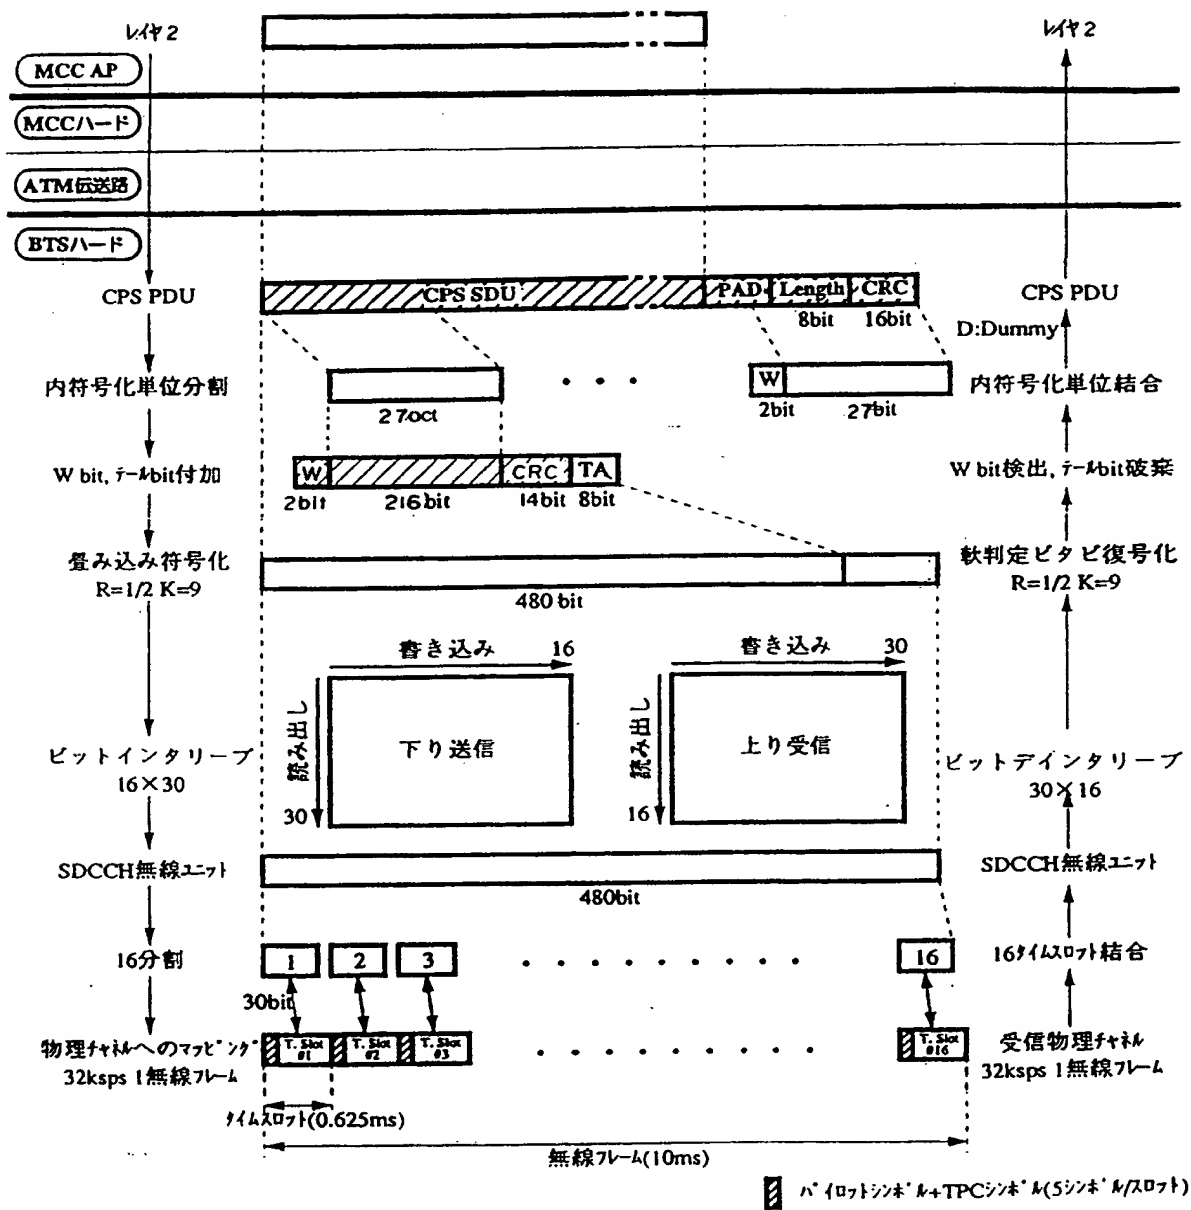 レイヤ2
レイヤ2
MCC AP
MCCハード
ATM伝送路
BTSハード
CPS PDU
CPS SDU
PAD
Length
CRC
CPS PDU
8bit
16bit
D:Dummy
内符号化単位分割
W
内符号化単位結合
27oct
2bit
27bit
W bit, テールbit付加
W
CRC
TA
W bit検出, テールbit破棄
2bit
216bit
14bit
8bit
畳み込み符号化
R=1/2 K=9
軟判定ビタビ復号化
R=1/2 K=9
480 bit
書き込み
16
書き込み
30
読み出し
30
下り送信
読み出し
16
上り受信
ビットインタリーブ
16×30
ビットデインタリーブ
30×16
SDCCH無線ユニット
SDCCH無線ユニット
480bit
16分割
1
2
3
16
16タイムスロット結合
30bit
物理チャネルへのマッピング
32ksps 1無線フレーム
T. Slot #1
T. Slot #2
T. Slot #3
T. Slot #16
受信物理チャネル
32ksps 1無線フレーム
タイムスロット(0.625ms)
無線フレーム(10ms)
パイロットシンボル+TPCシンボル(5シンボル/スロット)